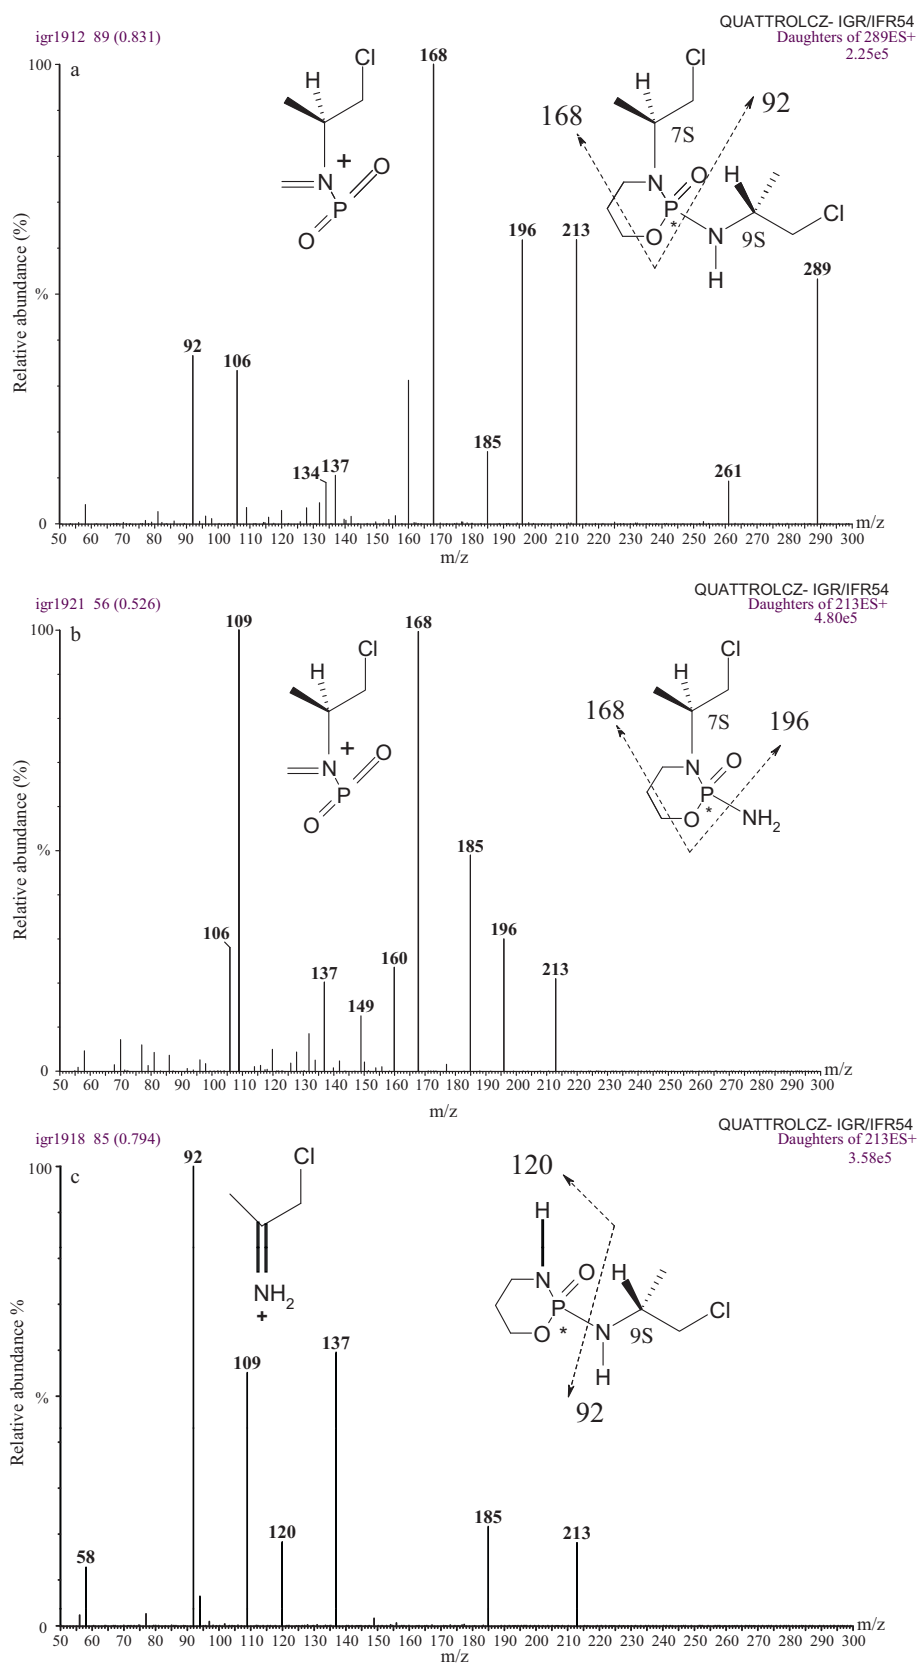 QUATTROLCZ- IGR/IFR54
igr1912 89 (0.831)
Daughters of 289ES+
2.25e5
100
a
168
Cl
H
N
+
O
P
O
168
92
Cl
H
7S
N
O
P
*
O
H
Cl
N
9S
H
196
213
289
92
106
134
137
185
261
%
Relative abundance (%)
0
50 60 70 80 90 100 110 120 130 140 150 160 170 180 190 200 210 220 230 240 250 260 270 280 290 300
m/z
m/z
QUATTROLCZ- IGR/IFR54
igr1921 56 (0.526)
Daughters of 213ES+
4.80e5
100
b
109
168
Cl
H
N
+
O
P
O
168
196
Cl
H
7S
N
O
P
*
O
NH2
185
106
196
137
160
213
149
%
Relative abundance (%)
0
50 60 70 80 90 100 110 120 130 140 150 160 170 180 190 200 210 220 230 240 250 260 270 280 290 300
m/z
m/z
QUATTROLCZ- IGR/IFR54
igr1918 85 (0.794)
Daughters of 213ES+
3.58e5
100
c
92
Cl
NH2
+
120
H
N
O
P
*
O
H
Cl
N
9S
H
92
137
109
120
185
213
58
%
Relative abundance %
0
50 60 70 80 90 100 110 120 130 140 150 160 170 180 190 200 210 220 230 240 250 260 270 280 290 300
m/z
m/z